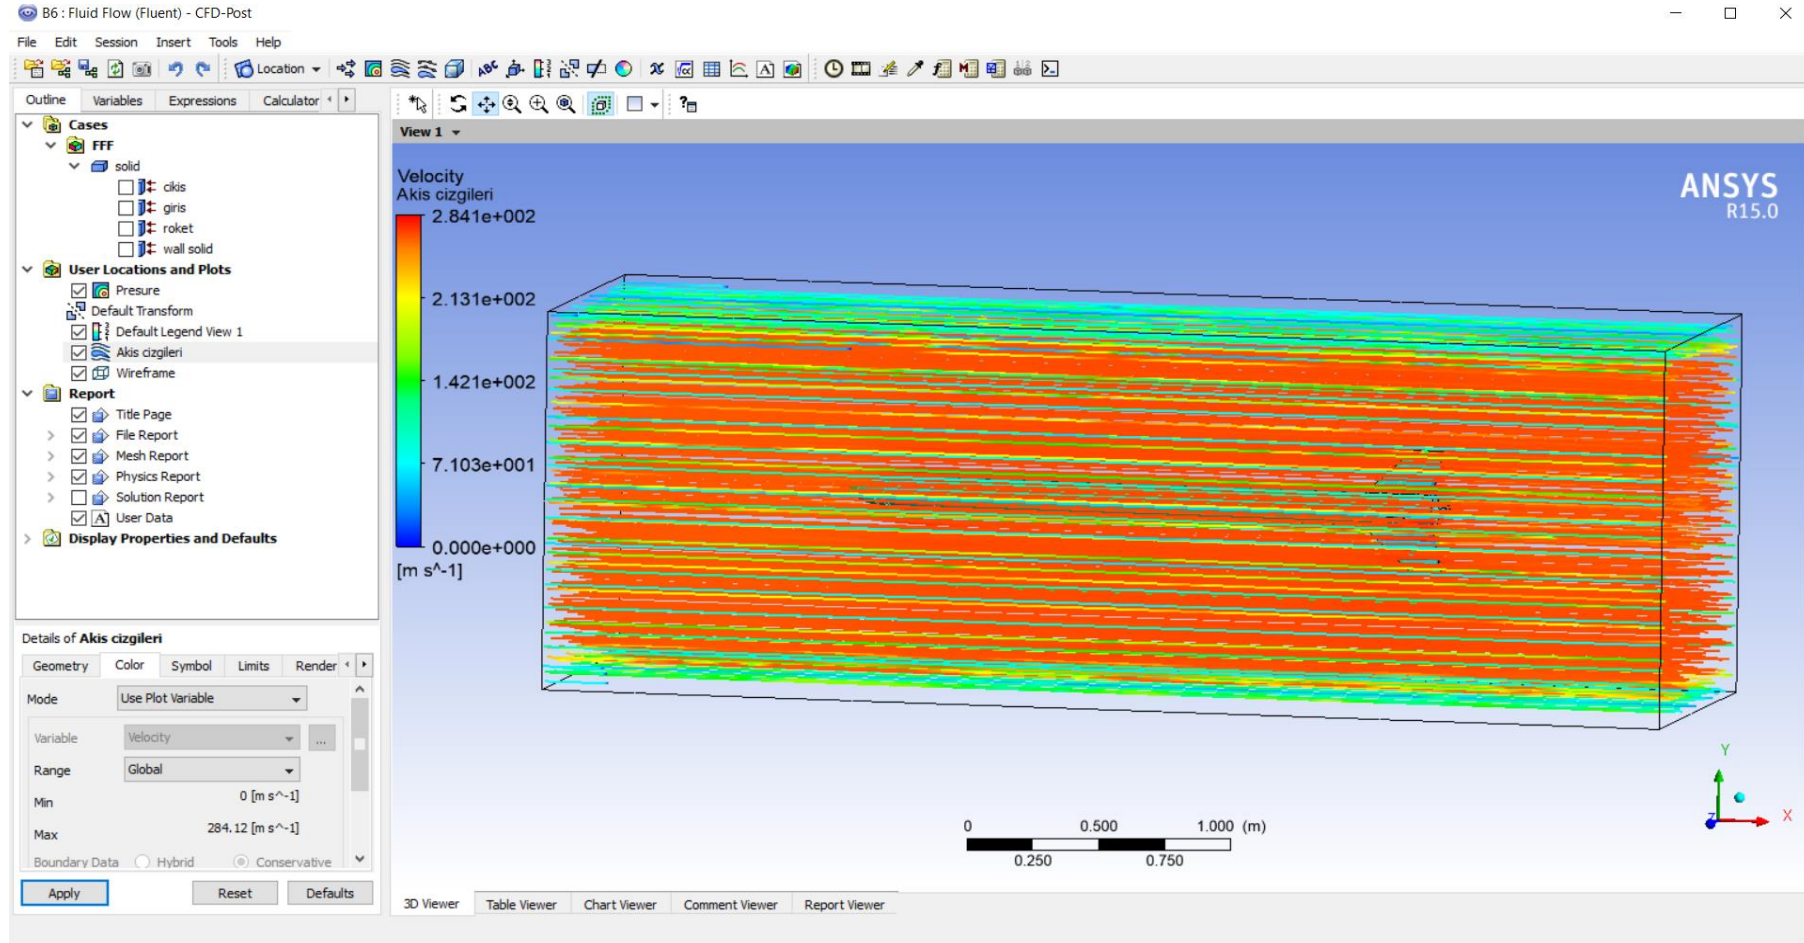 B6 : Fluid Flow (Fluent) - CFD-Post
File Edit Session Insert Tools Help
Location
Outline Variables Expressions Calculator
Cases
FFF
solid
cikis
giris
roket
wall solid
User Locations and Plots
Presure
Default Transform
Default Legend View 1
Akis cizgileri
Wireframe
Report
Title Page
File Report
Mesh Report
Physics Report
Solution Report
User Data
Display Properties and Defaults
Details of Akis cizgileri
Geometry Color Symbol Limits Render
Mode Use Plot Variable
Variable Velocity ...
Range Global
Min 0 [m s^-1]
Max 284.12 [m s^-1]
Boundary Data Hybrid Conservative
Apply Reset Defaults
View 1
Velocity
Akis cizgileri
2.841e+002
2.131e+002
1.421e+002
7.103e+001
0.000e+000
[m s^-1]
ANSYS
R15.0
0 0.500 1.000 (m)
0.250 0.750
Y
X
Z
3D Viewer Table Viewer Chart Viewer Comment Viewer Report Viewer